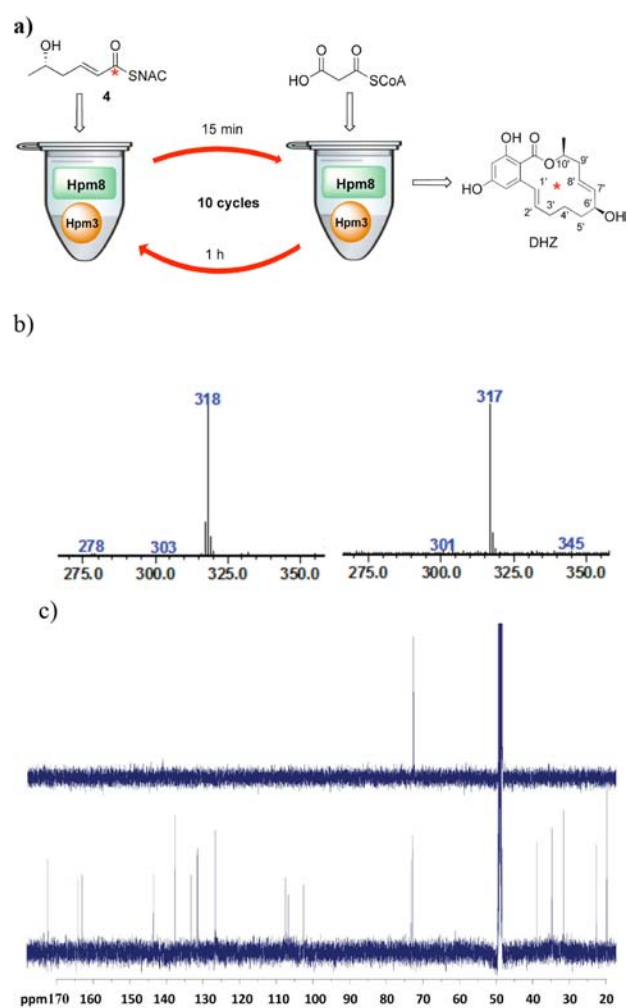 a)
OH
O
*
SNAC
4
O O
HO SCoA
15 min
Hpm8
Hpm3
10 cycles
1 h
Hpm8
Hpm3
OH O
O 10' 9'
8' 7'
HO 1' *
2' 3' 4' 6' OH
5'
DHZ
b)
318
278 303
275.0 300.0 325.0 350.0
317
301 345
275.0 300.0 325.0 350.0
c)
ppm170 160 150 140 130 120 110 100 90 80 70 60 50 40 30 20